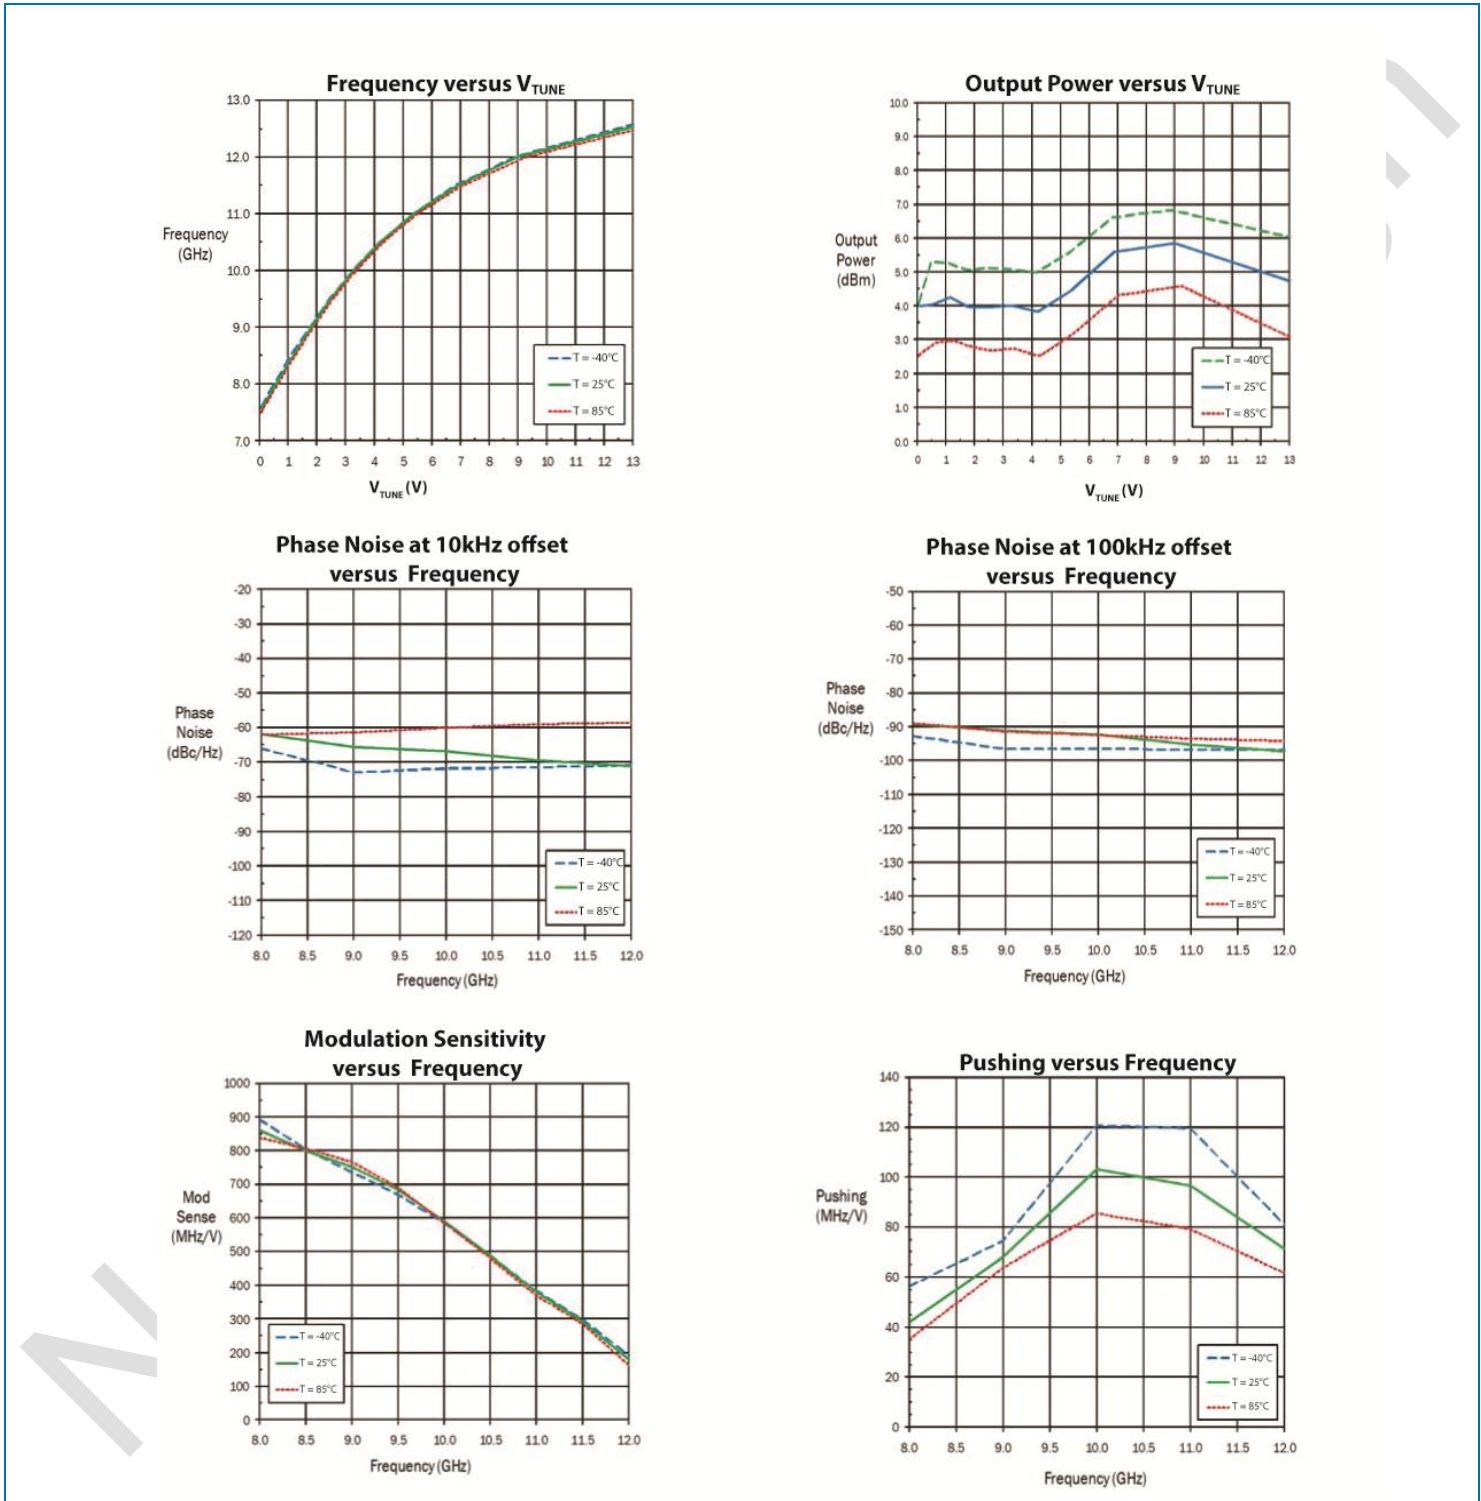 Frequency versus VTUNE
13.0
12.0
11.0
10.0
9.0
8.0
7.0
Frequency
(GHz)
T = -40°C
T = 25°C
T = 85°C
0 1 2 3 4 5 6 7 8 9 10 11 12 13
VTUNE (V)
Output Power versus VTUNE
10.0
9.0
8.0
7.0
6.0
5.0
4.0
3.0
2.0
1.0
0.0
Output
Power
(dBm)
T = -40°C
T = 25°C
T = 85°C
0 1 2 3 4 5 6 7 8 9 10 11 12 13
VTUNE (V)
Phase Noise at 10kHz offset
versus Frequency
-20
-30
-40
-50
-60
-70
-80
-90
-100
-110
-120
Phase
Noise
(dBc/Hz)
T = -40°C
T = 25°C
T = 85°C
8.0 8.5 9.0 9.5 10.0 10.5 11.0 11.5 12.0
Frequency (GHz)
Phase Noise at 100kHz offset
versus Frequency
-50
-60
-70
-80
-90
-100
-110
-120
-130
-140
-150
Phase
Noise
(dBc/Hz)
T = -40°C
T = 25°C
T = 85°C
8.0 8.5 9.0 9.5 10.0 10.5 11.0 11.5 12.0
Frequency (GHz)
Modulation Sensitivity
versus Frequency
1000
900
800
700
600
500
400
300
200
100
0
Mod
Sense
(MHz/V)
T = -40°C
T = 25°C
T = 85°C
8.0 8.5 9.0 9.5 10.0 10.5 11.0 11.5 12.0
Frequency (GHz)
Pushing versus Frequency
140
120
100
80
60
40
20
0
Pushing
(MHz/V)
T = -40°C
T = 25°C
T = 85°C
8.0 8.5 9.0 9.5 10.0 10.5 11.0 11.5 12.0
Frequency (GHz)